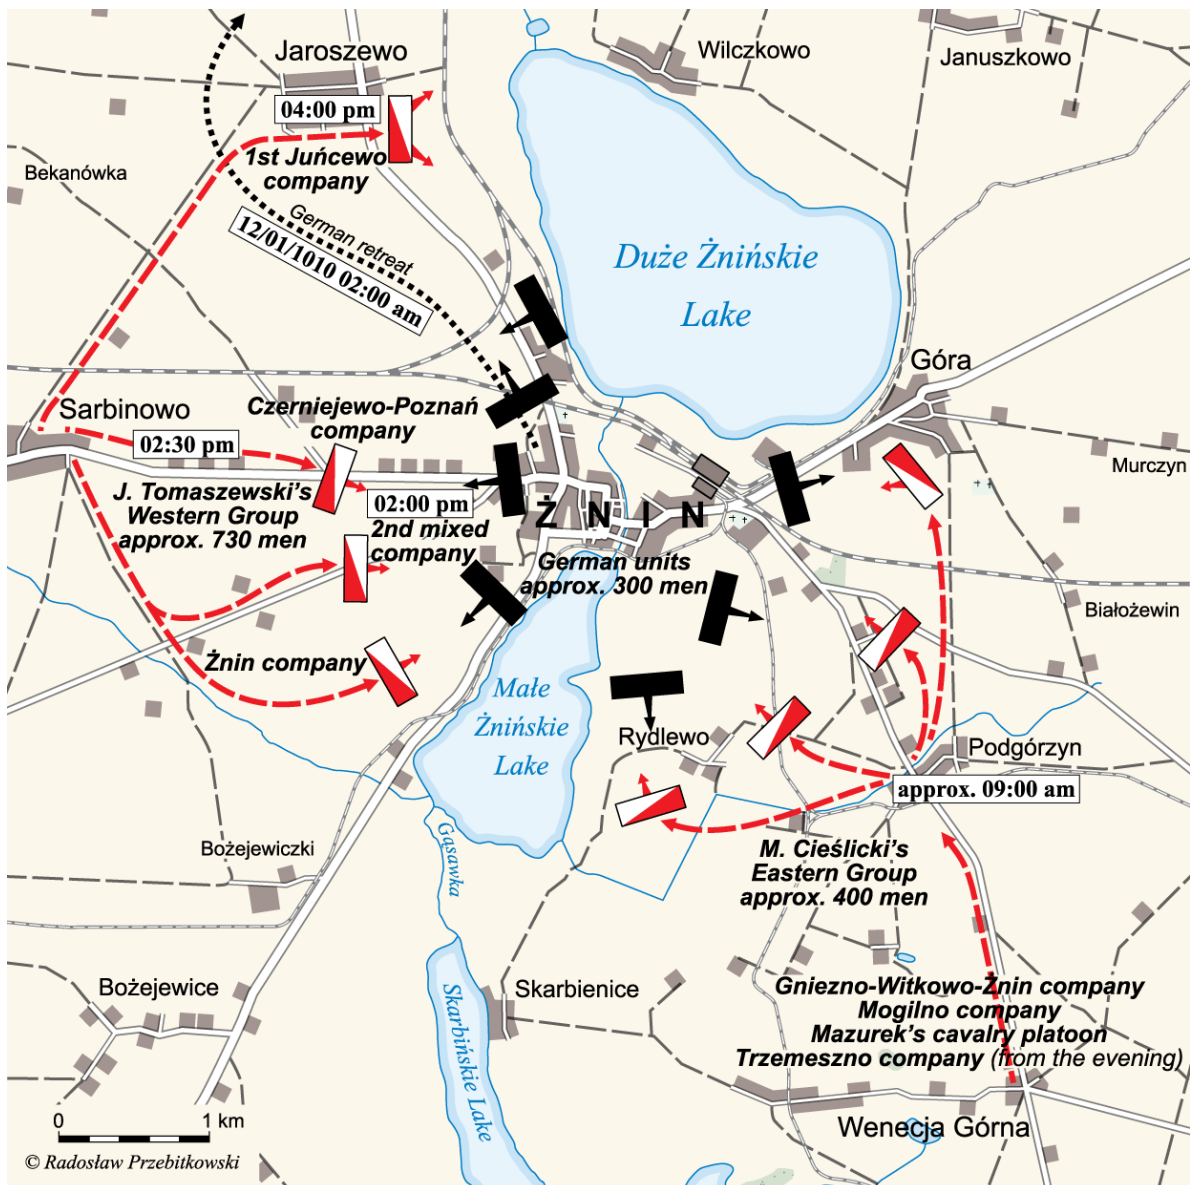 Jaroszewo
Wilczkowo
Januszkowo
04:00 pm
1st Juńcewo
company
Bekanówka
German retreat
12/01/1010 02:00 am
Duże Żnińskie
Lake
Góra
Sarbinowo
Czerniejewo-Poznań
company
02:30 pm
Murczyn
J. Tomaszewski's
Western Group
approx. 730 men
02:00 pm
2nd mixed
company
ŻNIN
German units
approx. 300 men
Białożewin
Żnin company
Małe
Żnińskie
Lake
Rydlewo
Podgórzyn
approx. 09:00 am
Bożejewiczki
Gąsawka
M. Cieślicki's
Eastern Group
approx. 400 men
Bożejewice
Skarbienice
Skarbińskie Lake
Gniezno-Witkowo-Żnin company
Mogilno company
Mazurek's cavalry platoon
Trzemeszno company (from the evening)
Wenecja Górna
0 1 km
© Radosław Przebitkowski